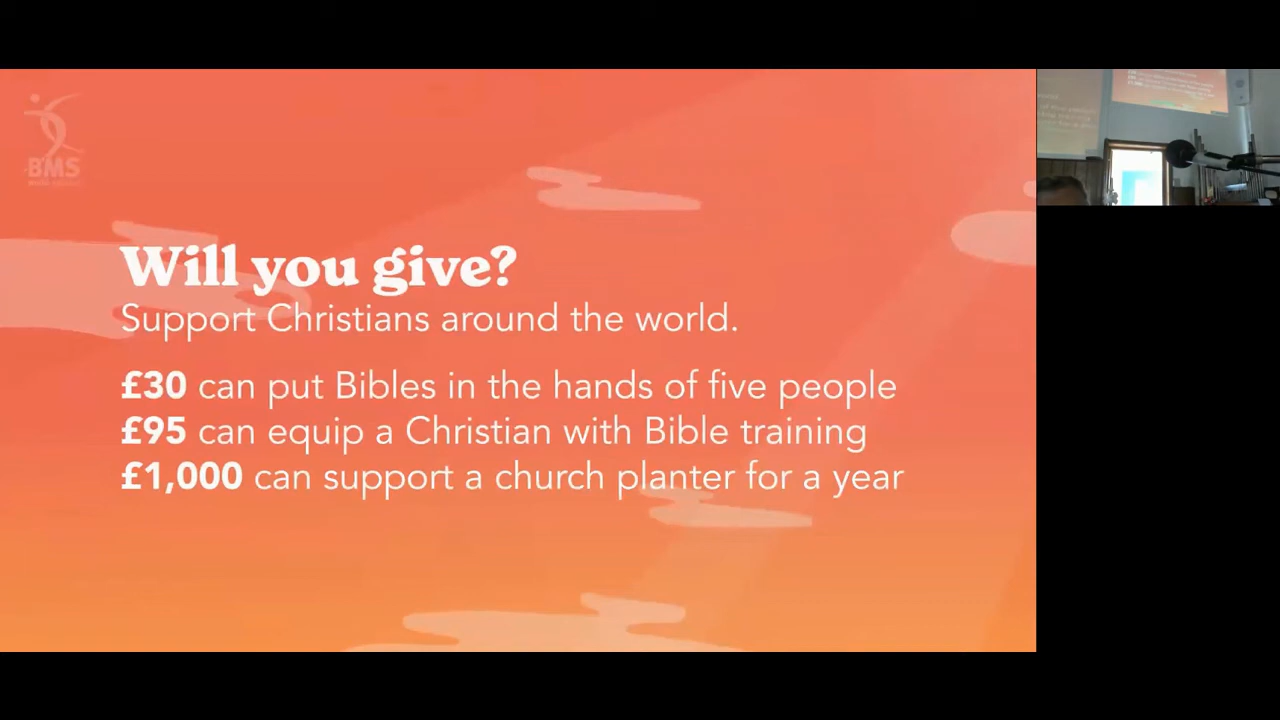 BMS
Will you give?
Support Christians around the world.
£30 can put Bibles in the hands of five people
£95 can equip a Christian with Bible training
£1,000 can support a church planter for a year